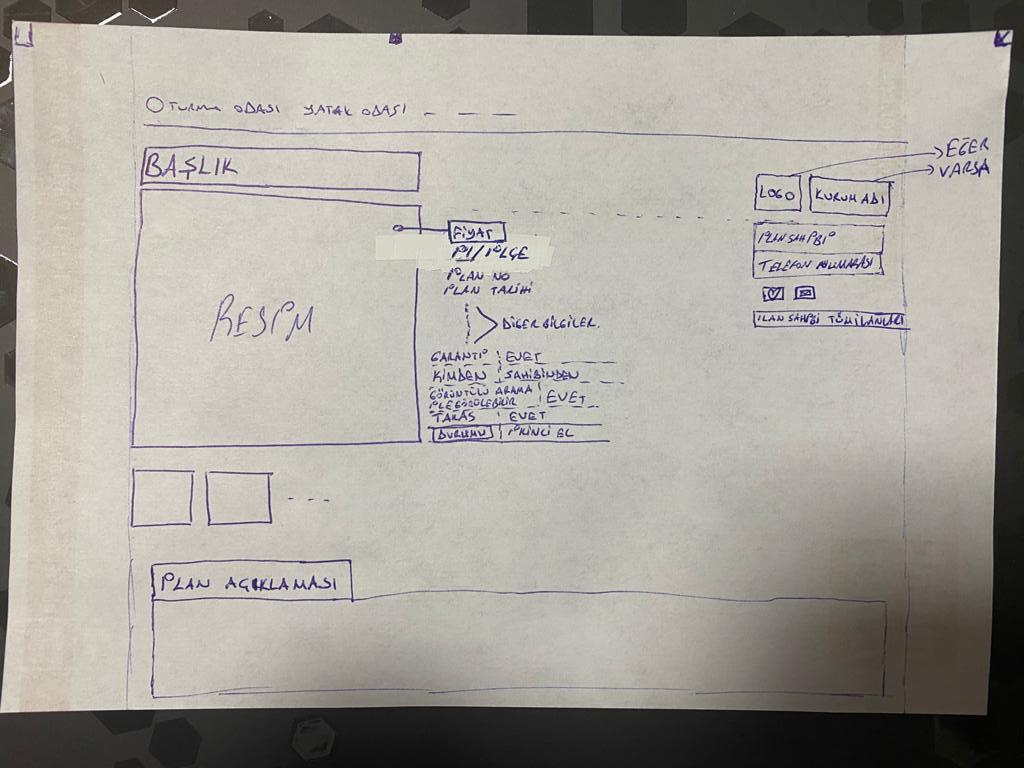 OTURMA ODASI YATAK ODASI
BAŞLIK
EĞER
VARSA
LOGO
KURUM ADI
FİYAT
İL/İLÇE
İLAN NO
İLAN TARİHİ
DİĞER BİLGİLER.
İLAN SAHİBİ
TELEFON NUMARASI
İLAN SAHİBİ TÜM İLANLARI
RESİM
GARANTİ EVET
KİMDEN SAHİBİNDEN
GÖRÜNTÜLÜ ARAMA
İLE GÖRÜLEBİLİR EVET
TAKAS EVET
DURUMU İKİNCİ EL
İLAN AÇIKLAMASI